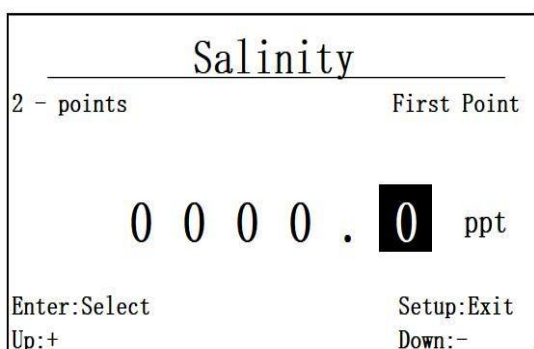 Salinity
2 - points First Point
0 0 0 0 . 0 ppt
Enter:Select Setup:Exit
Up:+ Down:-